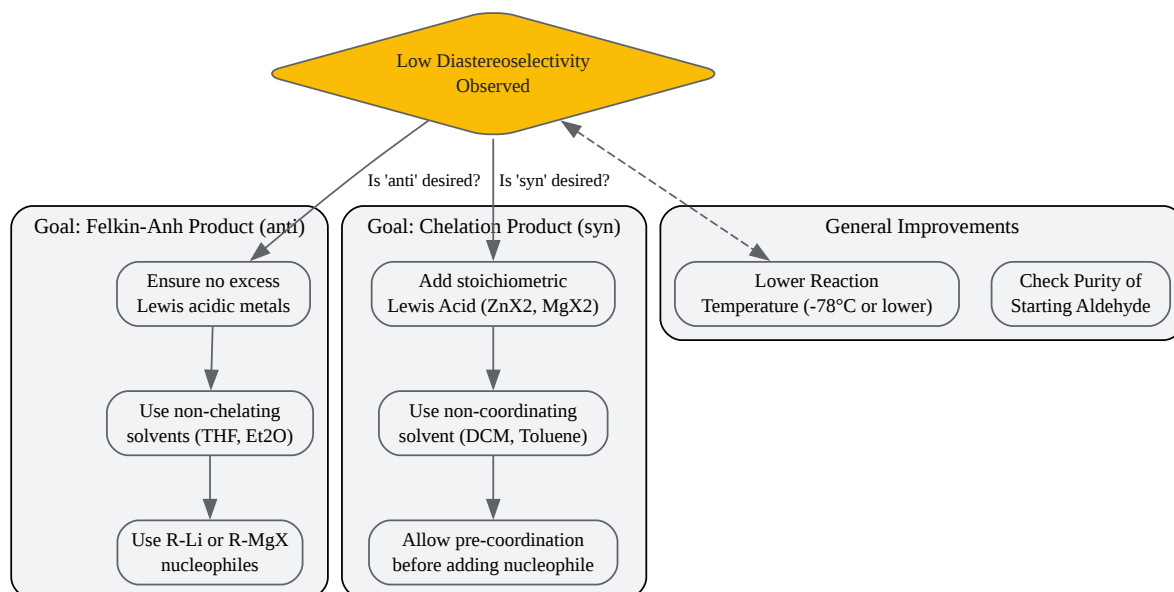 Low Diastereoselectivity
Observed
Is 'anti' desired?
Is 'syn' desired?
Goal: Felkin-Anh Product (anti)
Ensure no excess
Lewis acidic metals
Use non-chelating
solvents (THF, Et2O)
Use R-Li or R-MgX
nucleophiles
Goal: Chelation Product (syn)
Add stoichiometric
Lewis Acid (ZnX2, MgX2)
Use non-coordinating
solvent (DCM, Toluene)
Allow pre-coordination
before adding nucleophile
General Improvements
Lower Reaction
Temperature (-78°C or lower)
Check Purity of
Starting Aldehyde